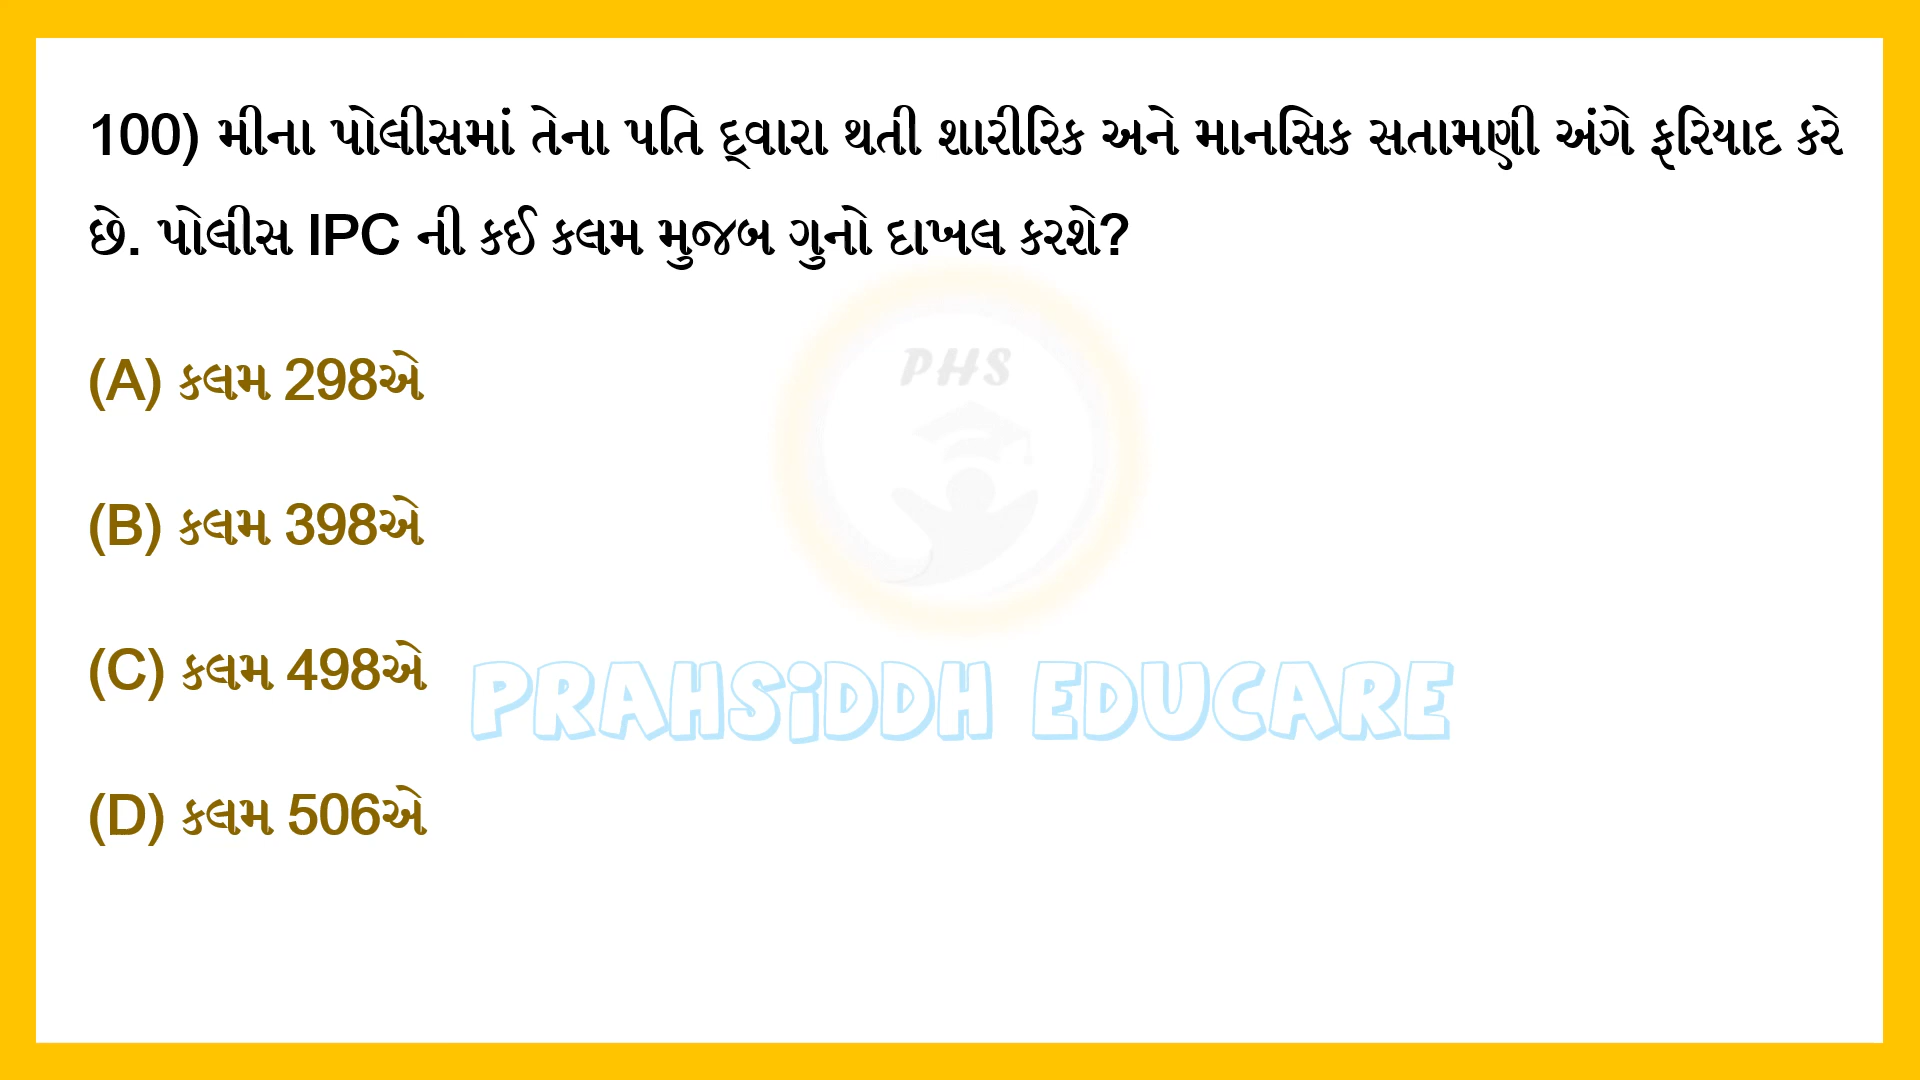 100) મીના પોલીસમાં તેના પતિ દ્વારા થતી શારીરિક અને માનસિક સતામણી અંગે ફરિયાદ કરે
છે. પોલીસ IPC ની કઈ કલમ મુજબ ગુનો દાખલ કરશે?
PHS
(A) કલમ 298એ
(B) કલમ 398એ
(C) કલમ 498એ
PRAHSiDDH EDUCARE
(D) કલમ 506એ